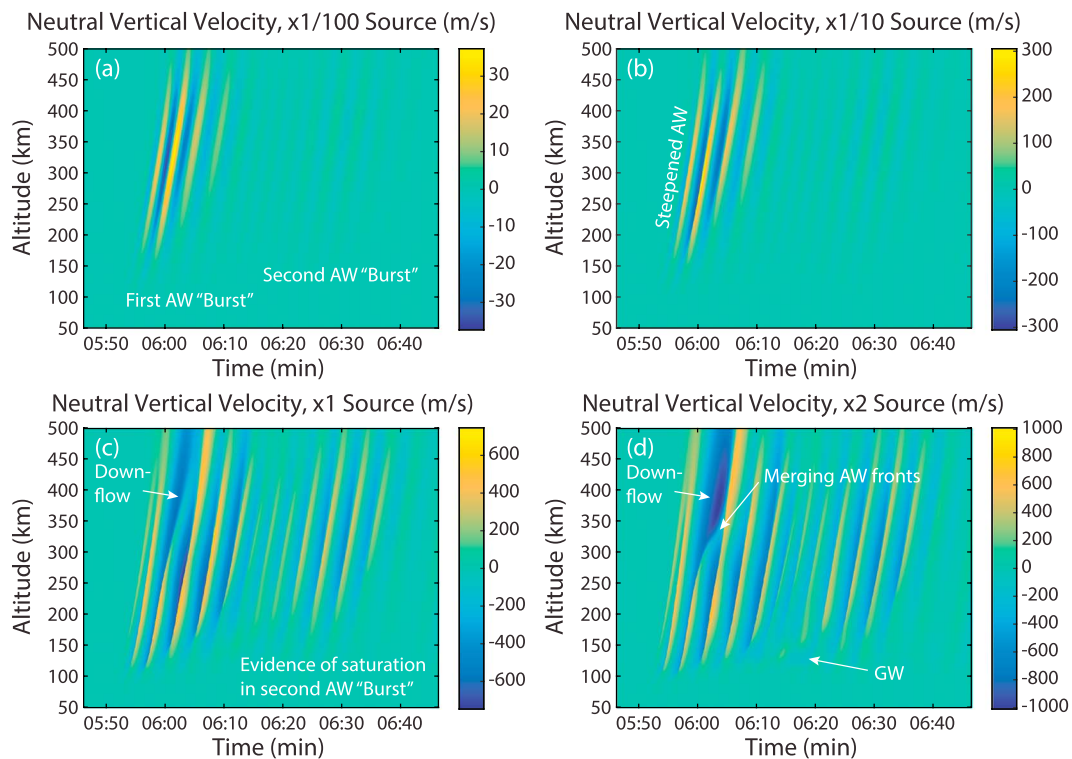 Neutral Vertical Velocity, x1/100 Source (m/s)
(a)
Altitude (km)
500
450
400
350
300
250
200
150
100
50
First AW “Burst”
Second AW “Burst”
05:50 06:00 06:10 06:20 06:30 06:40
Time (min)
30
20
10
0
-10
-20
-30
Neutral Vertical Velocity, x1/10 Source (m/s)
(b)
Altitude (km)
500
450
400
350
300
250
200
150
100
50
Steepened AW
05:50 06:00 06:10 06:20 06:30 06:40
Time (min)
300
200
100
0
-100
-200
-300
Neutral Vertical Velocity, x1 Source (m/s)
(c)
Altitude (km)
500
450
400
350
300
250
200
150
100
50
Down-
flow
Evidence of saturation
in second AW “Burst”
05:50 06:00 06:10 06:20 06:30 06:40
Time (min)
600
400
200
0
-200
-400
-600
Neutral Vertical Velocity, x2 Source (m/s)
(d)
Altitude (km)
500
450
400
350
300
250
200
150
100
50
Down-
flow
Merging AW fronts
GW
05:50 06:00 06:10 06:20 06:30 06:40
Time (min)
1000
800
600
400
200
0
-200
-400
-600
-800
-1000